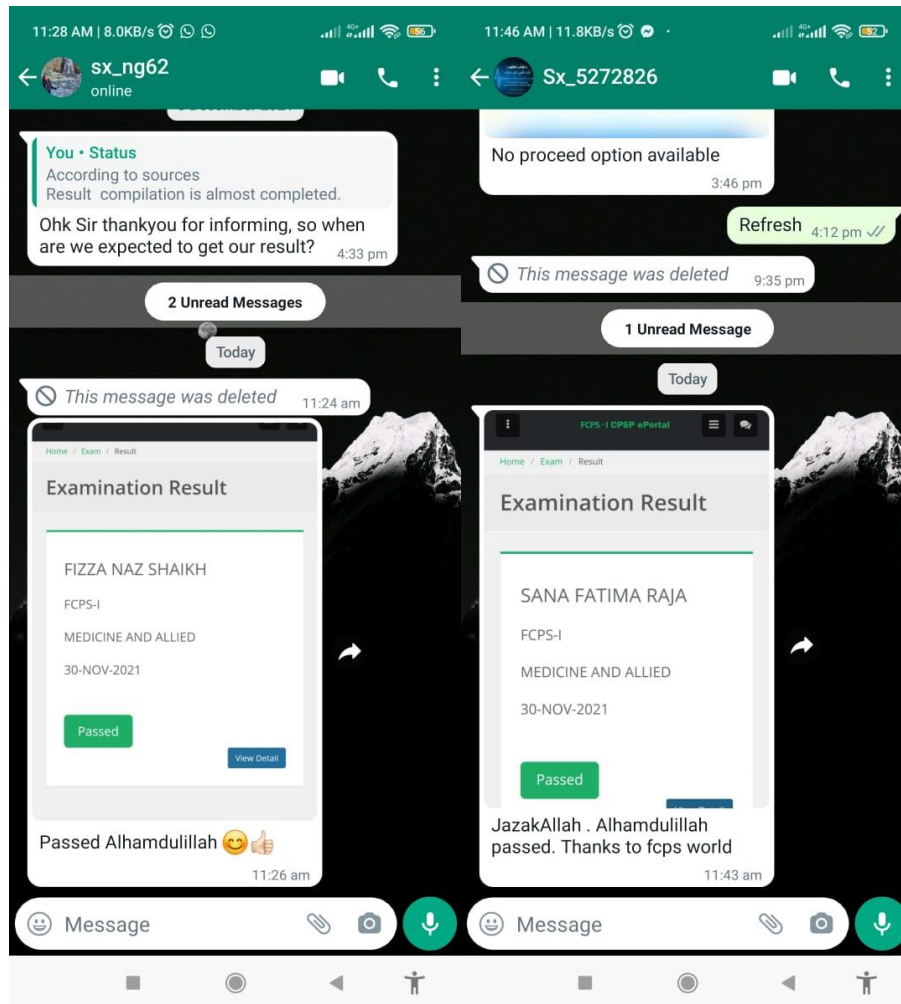 11:28 AM | 8.0KB/s
4G+
56
sx_ng62
online
You • Status
According to sources
Result compilation is almost completed.
Ohk Sir thankyou for informing, so when
are we expected to get our result?
4:33 pm
2 Unread Messages
Today
This message was deleted
11:24 am
Home / Exam / Result
Examination Result
FIZZA NAZ SHAIKH
FCPS-I
MEDICINE AND ALLIED
30-NOV-2021
Passed
View Detail
Passed Alhamdulillah 😊👍🏻
11:26 am
Message
11:46 AM | 11.8KB/s
4G+
52
Sx_5272826
No proceed option available
3:46 pm
Refresh
4:12 pm
This message was deleted
9:35 pm
1 Unread Message
Today
FCPS-I CPSP ePortal
Home / Exam / Result
Examination Result
SANA FATIMA RAJA
FCPS-I
MEDICINE AND ALLIED
30-NOV-2021
Passed
JazakAllah . Alhamdulillah
passed. Thanks to fcps world
11:43 am
Message